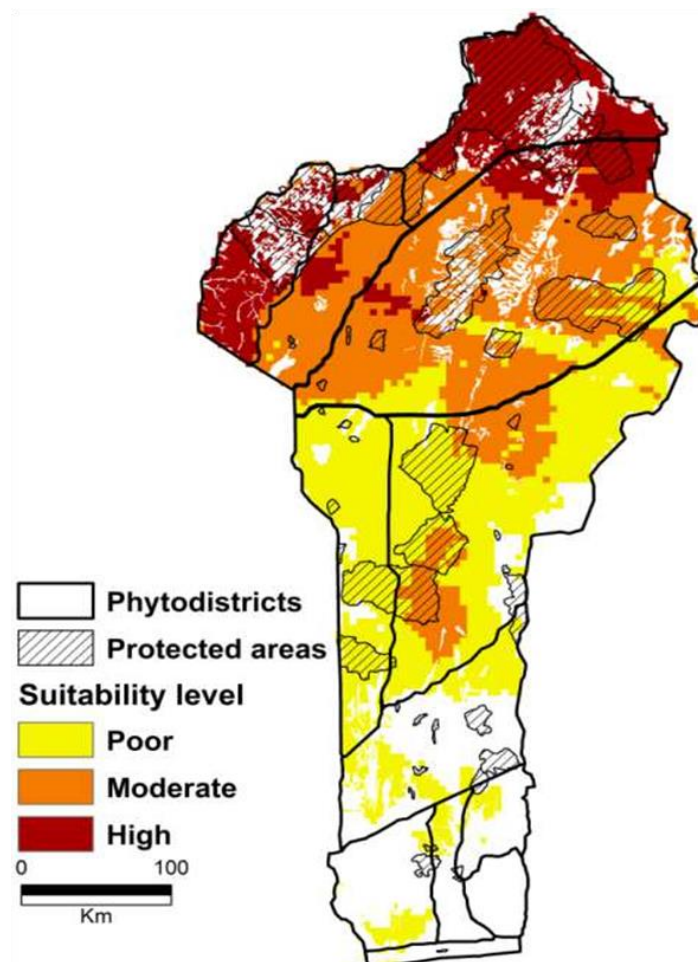 Phytodistricts
Protected areas
Suitability level
Poor
Moderate
High
0 100
Km